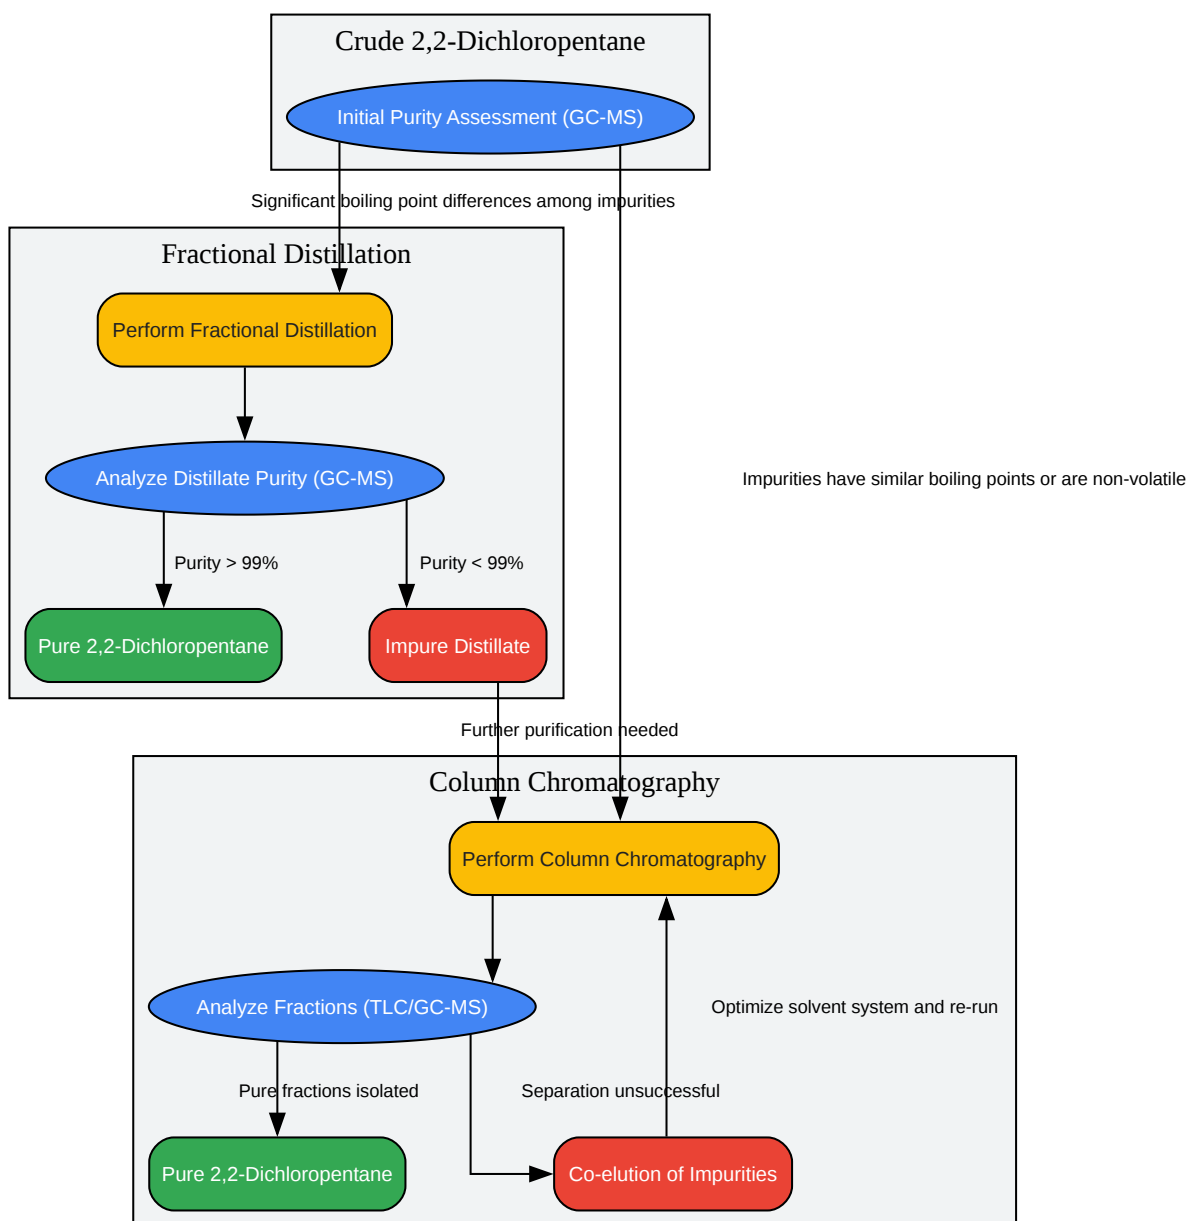 Crude 2,2-Dichloropentane
Initial Purity Assessment (GC-MS)
Significant boiling point differences among impurities
Fractional Distillation
Perform Fractional Distillation
Analyze Distillate Purity (GC-MS)
Impurities have similar boiling points or are non-volatile
Purity > 99%
Purity < 99%
Pure 2,2-Dichloropentane
Impure Distillate
Further purification needed
Column Chromatography
Perform Column Chromatography
Analyze Fractions (TLC/GC-MS)
Optimize solvent system and re-run
Pure fractions isolated
Separation unsuccessful
Pure 2,2-Dichloropentane
Co-elution of Impurities